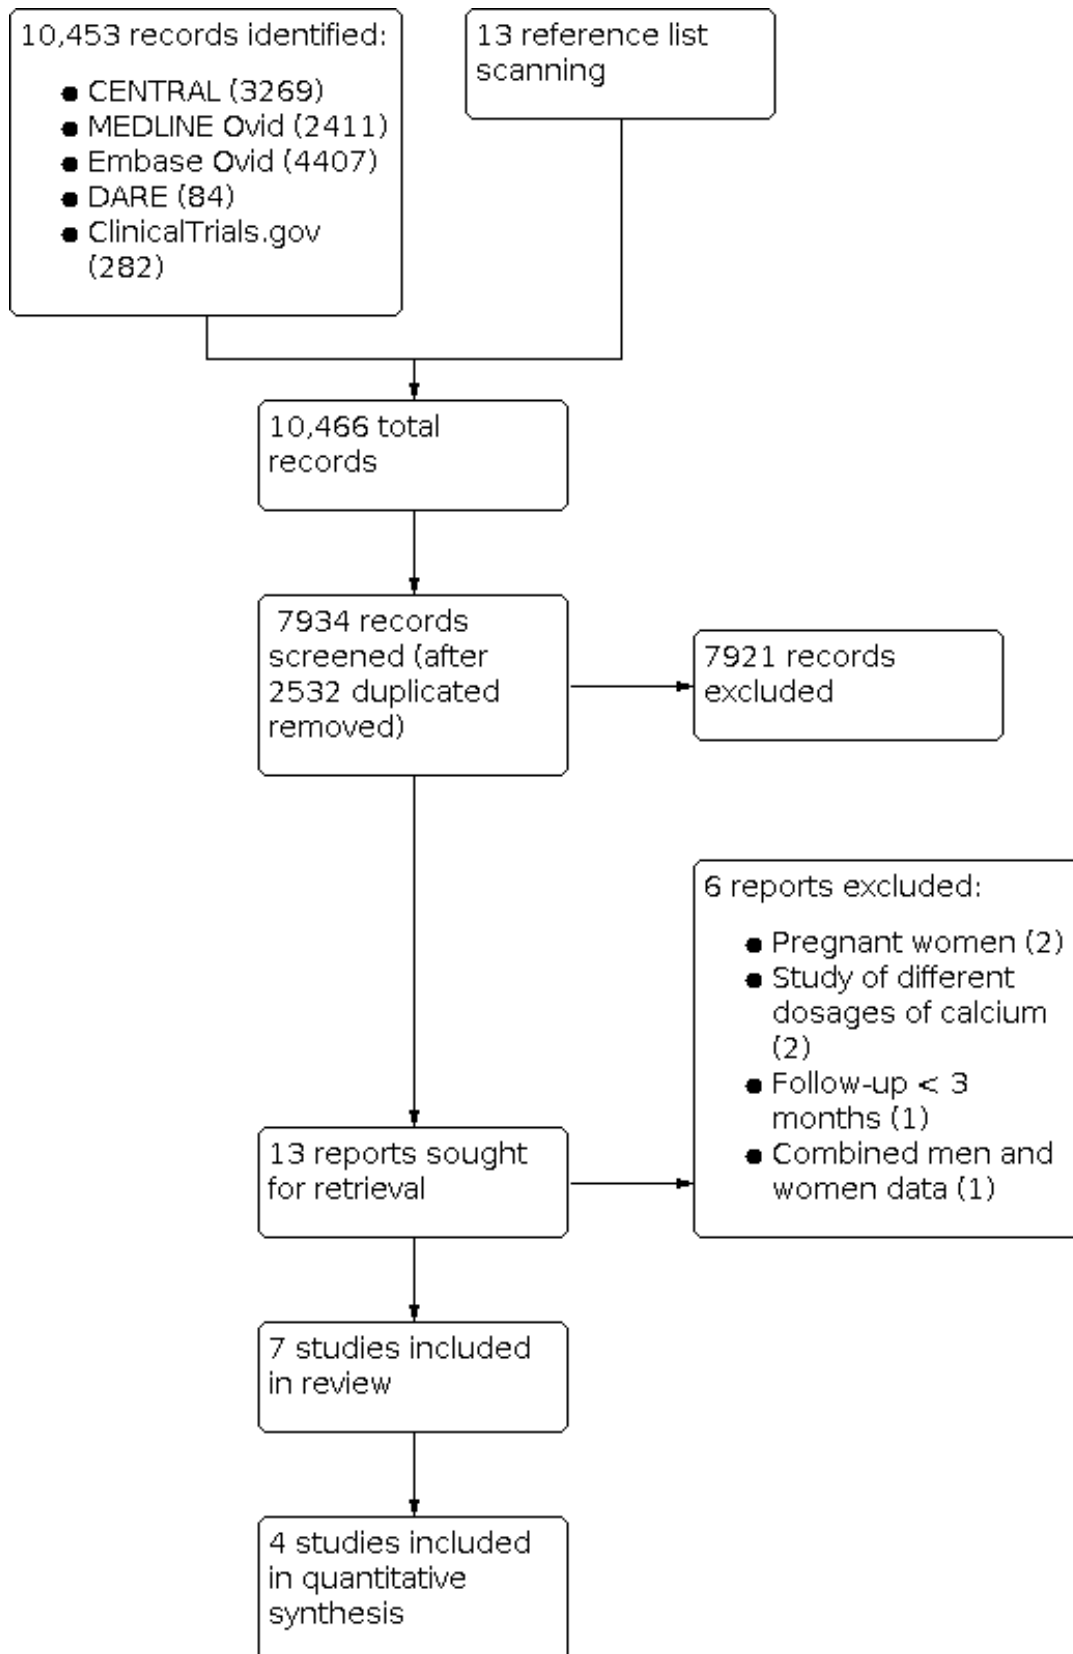 10,453 records identified:
● CENTRAL (3269)
● MEDLINE Ovid (2411)
● Embase Ovid (4407)
● DARE (84)
● ClinicalTrials.gov
(282)
13 reference list
scanning
10,466 total
records
7934 records
screened (after
2532 duplicated
removed)
7921 records
excluded
13 reports sought
for retrieval
6 reports excluded:
● Pregnant women (2)
● Study of different
dosages of calcium
(2)
● Follow-up < 3
months (1)
● Combined men and
women data (1)
7 studies included
in review
4 studies included
in quantitative
synthesis